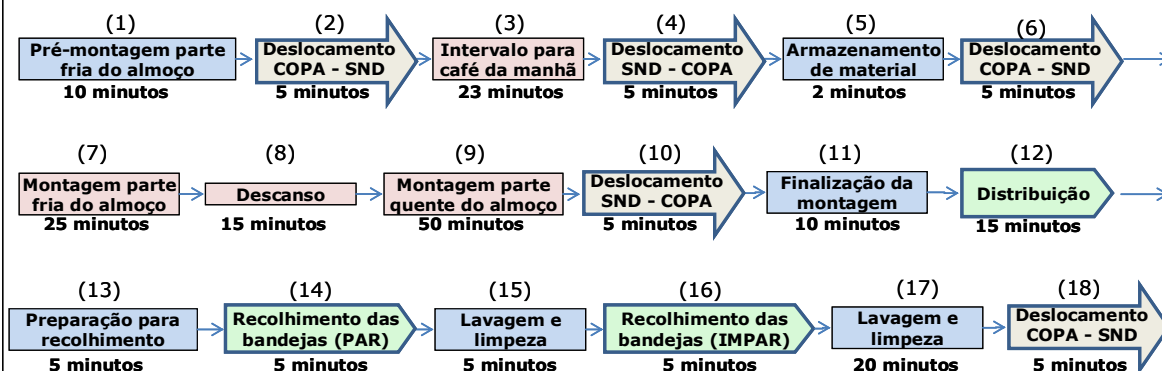 (1) (2) (3) (4) (5) (6)
Pré-montagem parte Deslocamento Intervalo para Deslocamento Armazenamento Deslocamento
fria do almoço COPA - SND café da manhã SND - COPA de material COPA - SND
10 minutos 5 minutos 23 minutos 5 minutos 2 minutos 5 minutos
(7) (8) (9) (10) (11) (12)
Montagem parte Descanso Montagem parte Deslocamento Finalização da Distribuição
fria do almoço quente do almoço SND - COPA montagem
25 minutos 15 minutos 50 minutos 5 minutos 10 minutos 15 minutos
(13) (14) (15) (16) (17) (18)
Preparação para Recolhimento das Lavagem e Recolhimento das Lavagem e Deslocamento
recolhimento bandejas (PAR) limpeza bandejas (IMPAR) limpeza COPA - SND
5 minutos 5 minutos 5 minutos 5 minutos 20 minutos 5 minutos